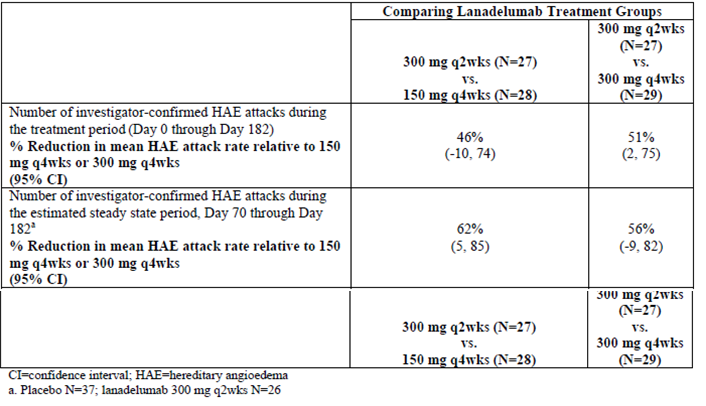 Comparing Lanadelumab Treatment Groups
300 mg q2wks (N=27)
vs.
150 mg q4wks (N=28)
300 mg q2wks
(N=27)
vs.
300 mg q4wks
(N=29)
Number of investigator-confirmed HAE attacks during
the treatment period (Day 0 through Day 182)
% Reduction in mean HAE attack rate relative to 150
mg q4wks or 300 mg q4wks
(95% CI)
46%
(-10, 74)
51%
(2, 75)
Number of investigator-confirmed HAE attacks during
the estimated steady state period, Day 70 through Day
182a
% Reduction in mean HAE attack rate relative to 150
mg q4wks or 300 mg q4wks
(95% CI)
62%
(5, 85)
56%
(-9, 82)
300 mg q2wks (N=27)
vs.
150 mg q4wks (N=28)
300 mg q2wks
(N=27)
vs.
300 mg q4wks
(N=29)
CI=confidence interval; HAE=hereditary angioedema
a. Placebo N=37; lanadelumab 300 mg q2wks N=26